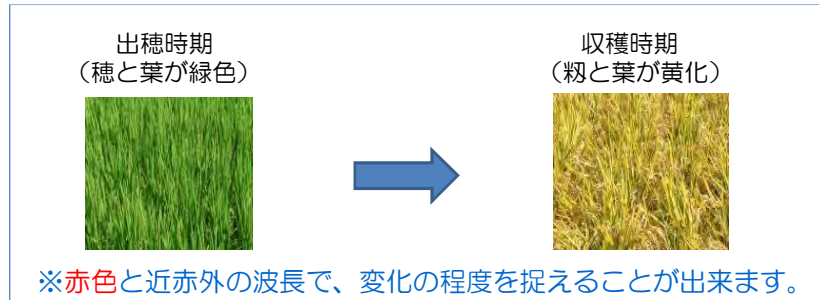 出穂時期
（穂と葉が緑色）
収穫時期
（籾と葉が黄化）
※赤色と近赤外の波長で、変化の程度を捉えることが出来ます。